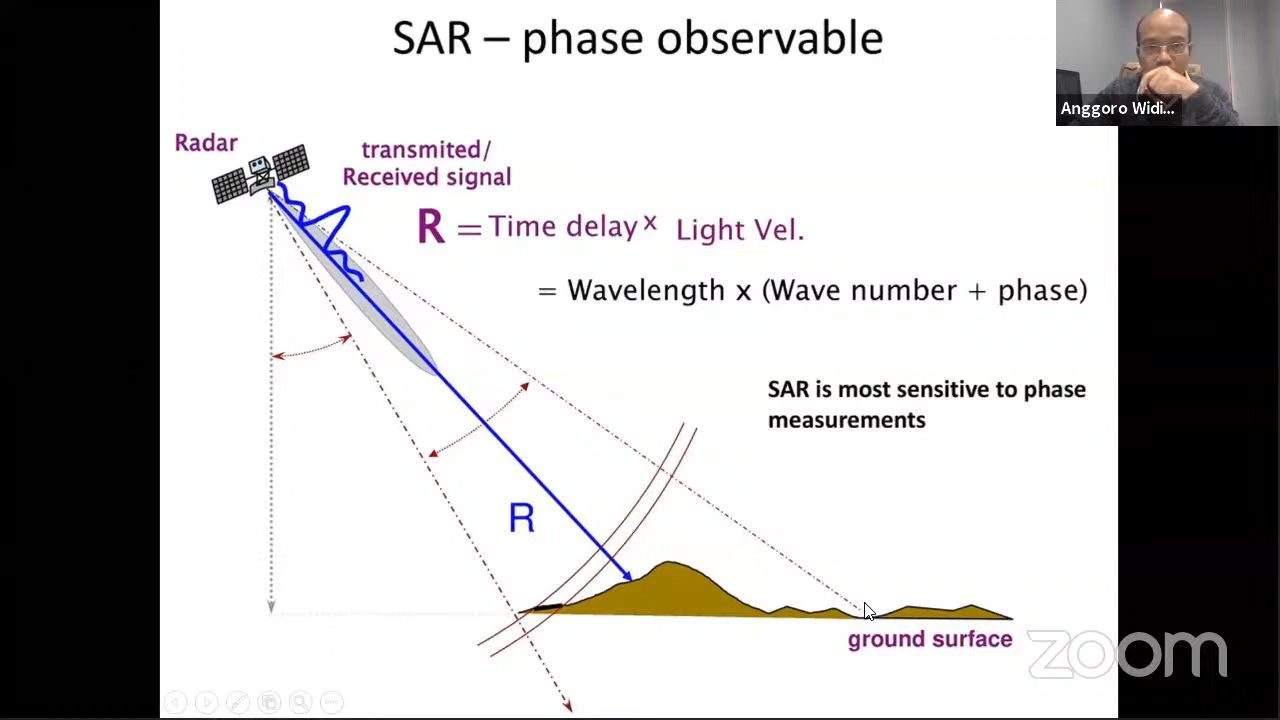 SAR – phase observable
Anggoro Widi...
Radar
transmited/
Received signal
R = Time delay x Light Vel.
= Wavelength x (Wave number + phase)
SAR is most sensitive to phase
measurements
R
ground surface
zoom